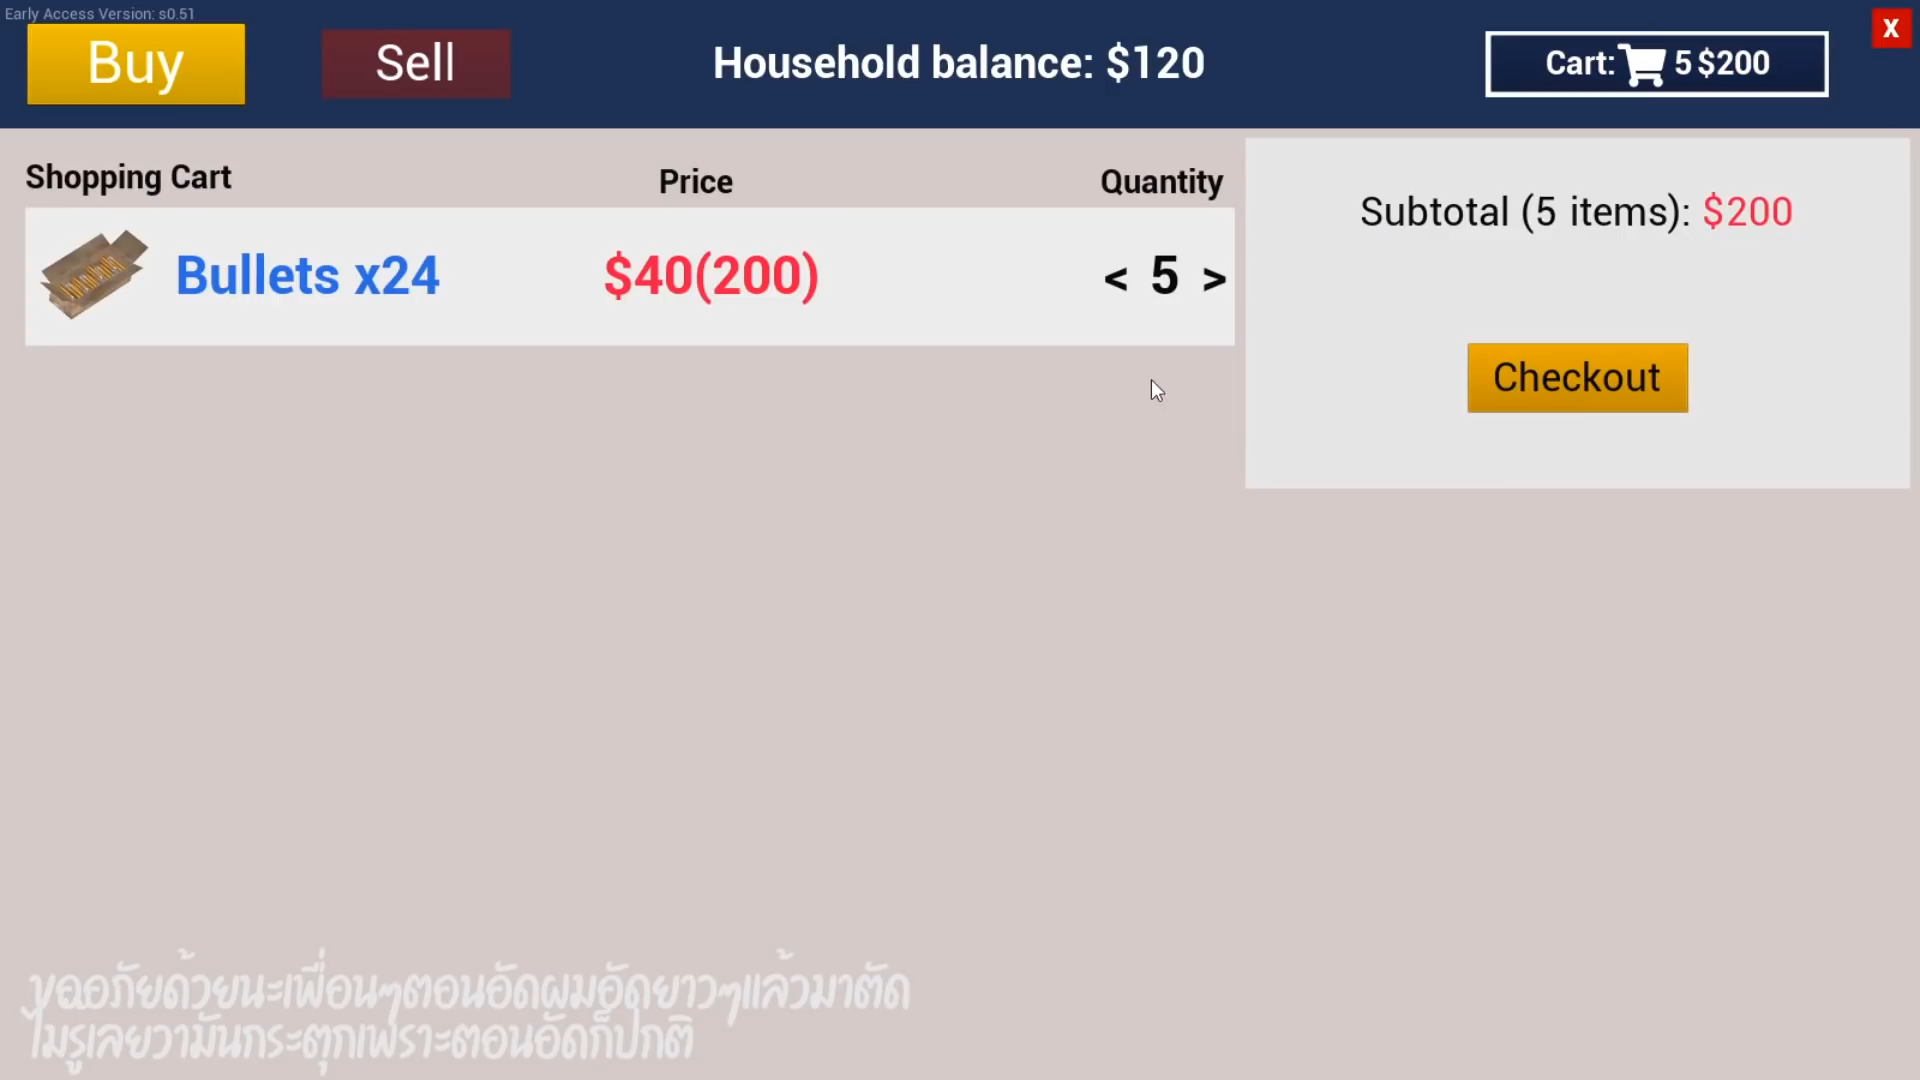 Early Access Version: s0.51
Buy
Sell
Household balance: $120
Cart: 5 $200
X
Shopping Cart
Price
Quantity
Bullets x24
$40(200)
< 5 >
Subtotal (5 items): $200
Checkout
ขออภัยด้วยนะเพื่อนๆตอนอัดผมอัดยาวๆแล้วมาตัด
ไม่รู้เลยว่ามันกระตุกเพราะตอนอัดก็ปกติ